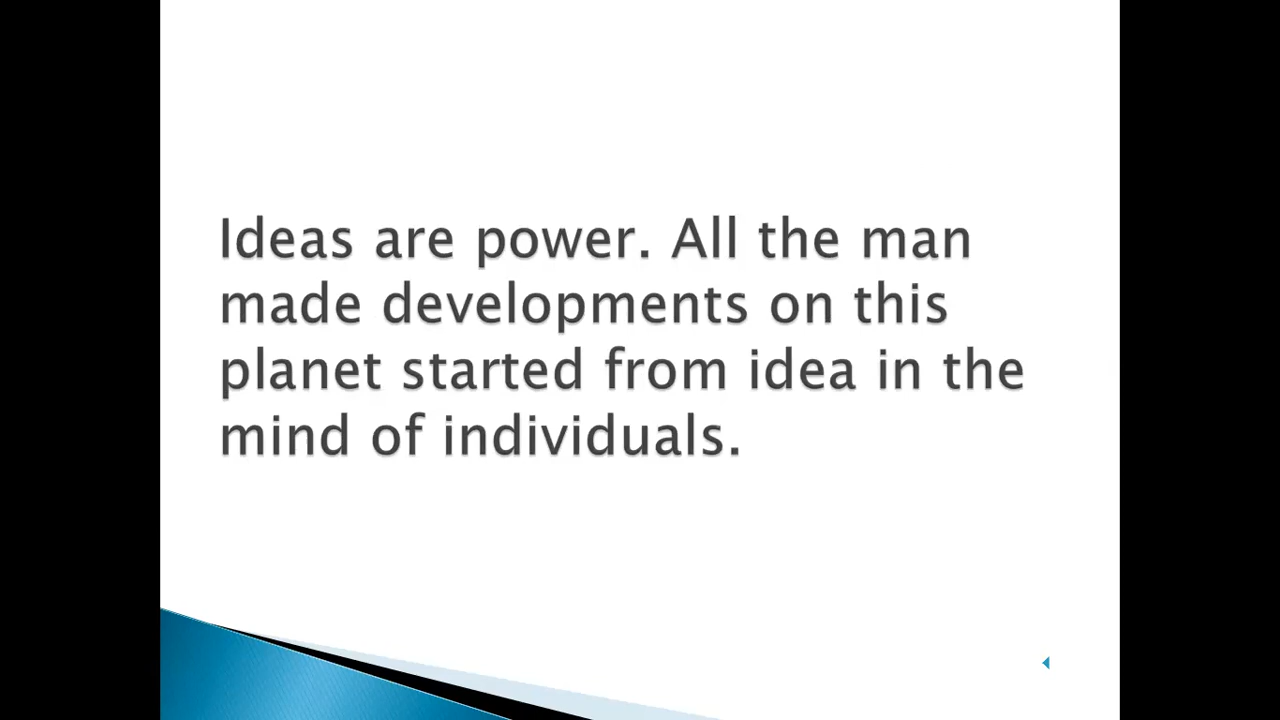 Ideas are power. All the man
made developments on this
planet started from idea in the
mind of individuals.